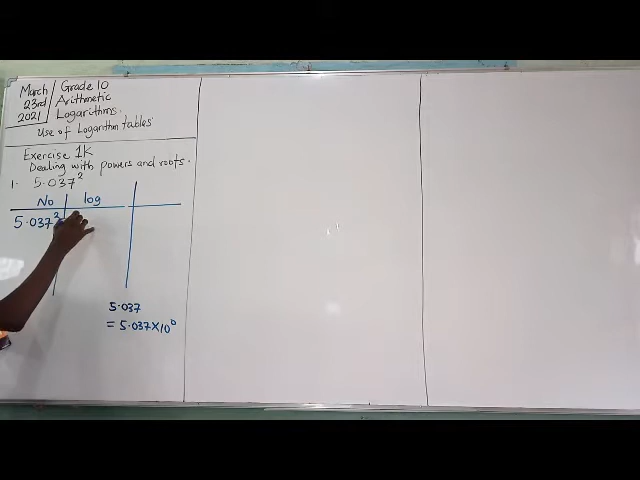 March
23rd
2021
Grade 10
Arithmetic
Logarithms.
Use of Logarithm tables
Exercise 1K
Dealing with powers and roots.
1. 5.037²
No log
5.037²
5.037
= 5.037×10⁰